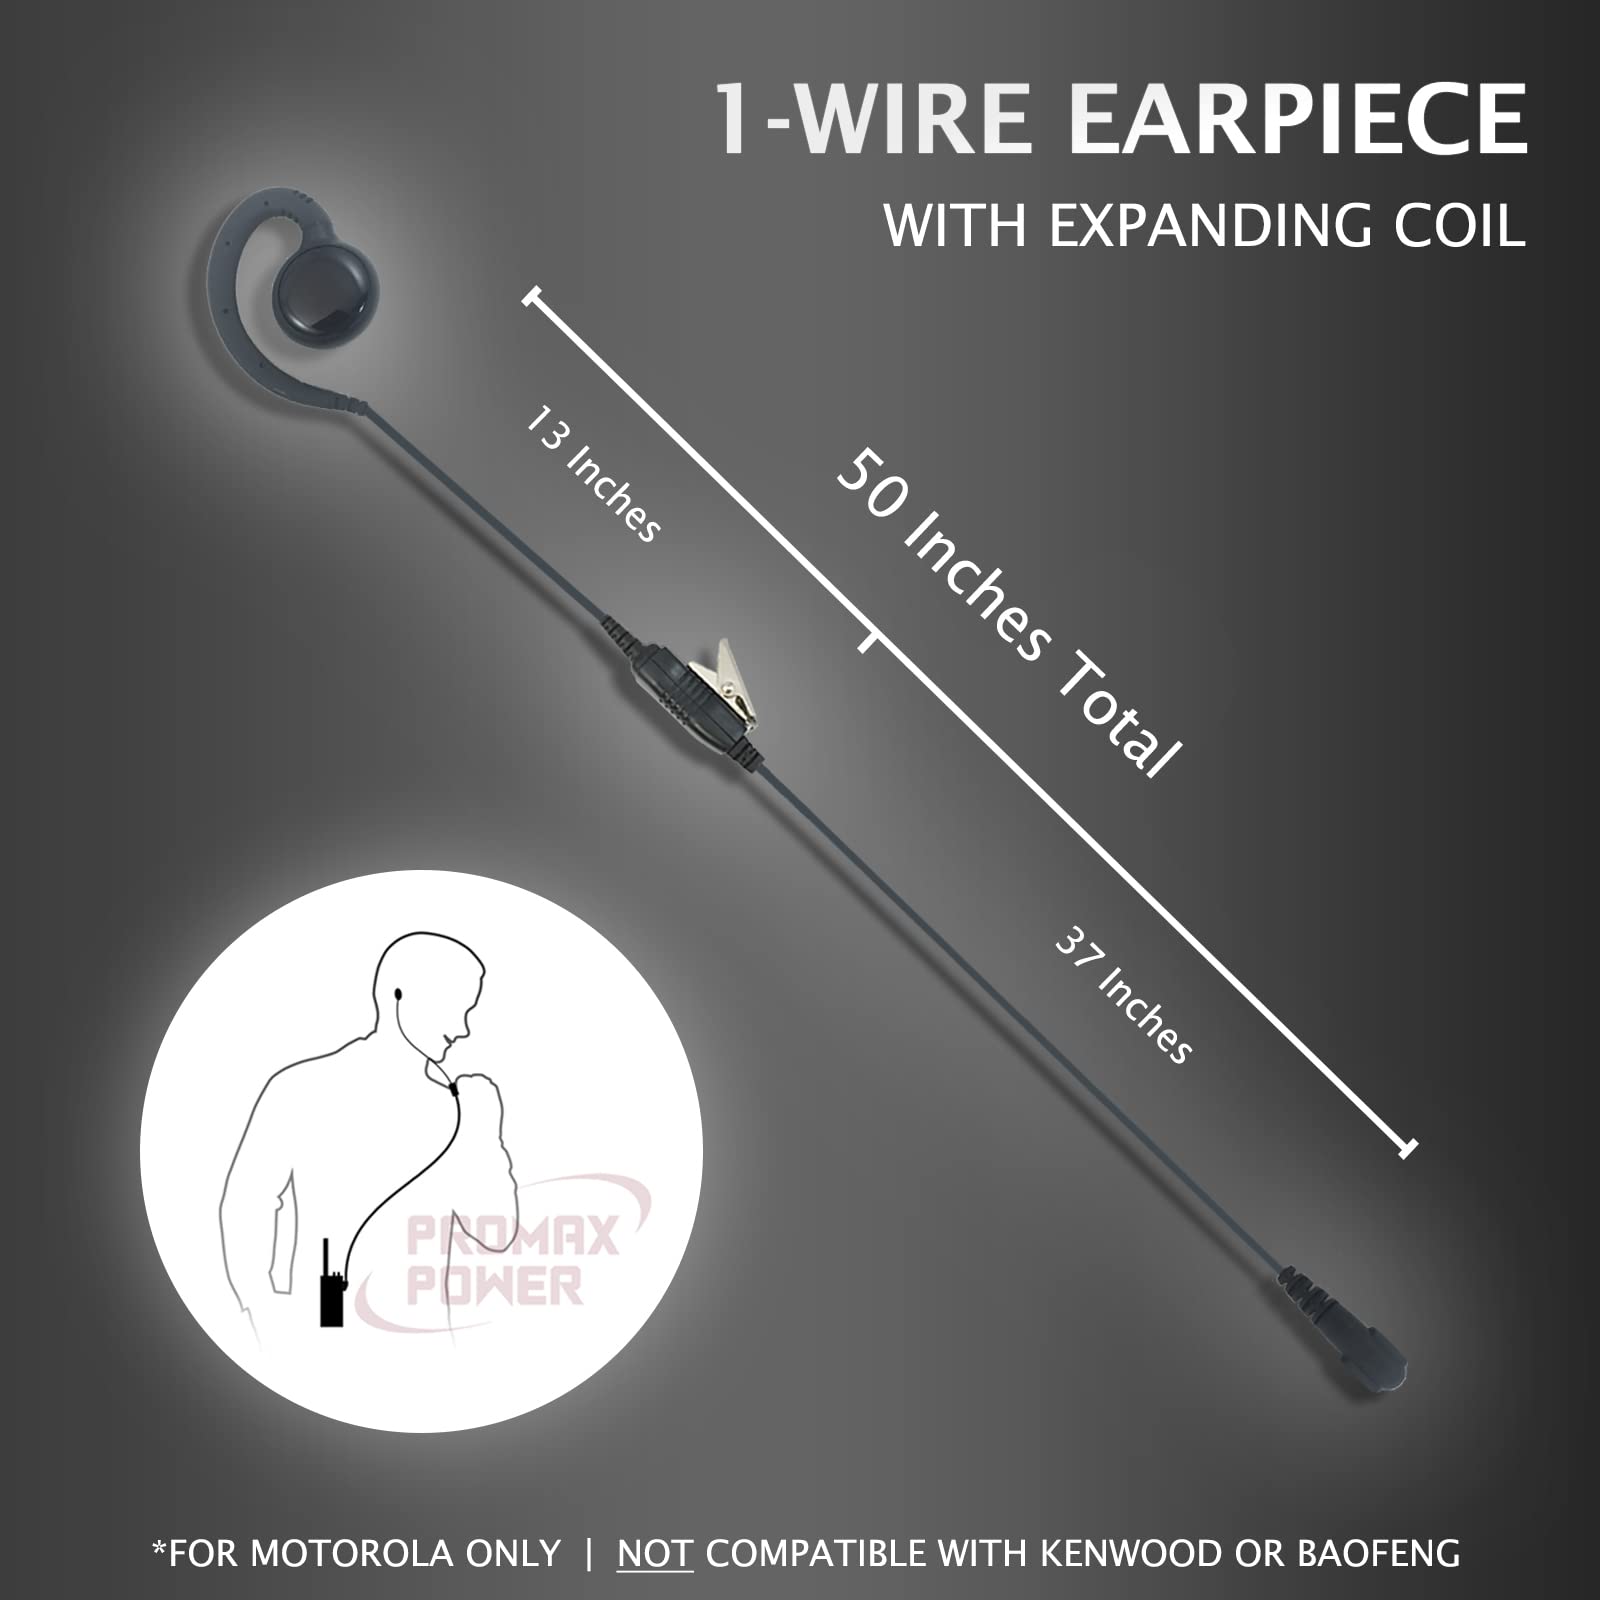 1-WIRE EARPIECE
WITH EXPANDING COIL
13 Inches
50 Inches Total
37 Inches
PROMAX
POWER
*FOR MOTOROLA ONLY | NOT COMPATIBLE WITH KENWOOD OR BAOFENG